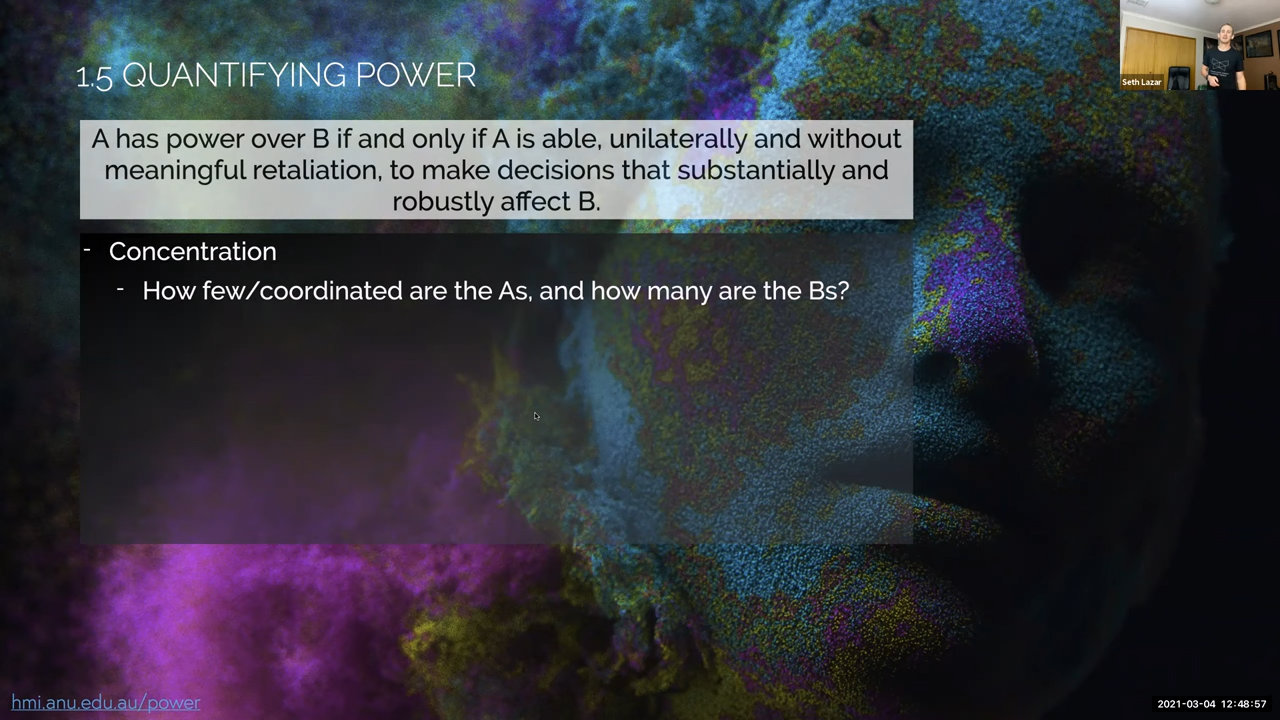 1.5 QUANTIFYING POWER
A has power over B if and only if A is able, unilaterally and without
meaningful retaliation, to make decisions that substantially and
robustly affect B.
- Concentration
- How few/coordinated are the As, and how many are the Bs?
Seth Lazar
hmi.anu.edu.au/power
2021-03-04 12:48:57